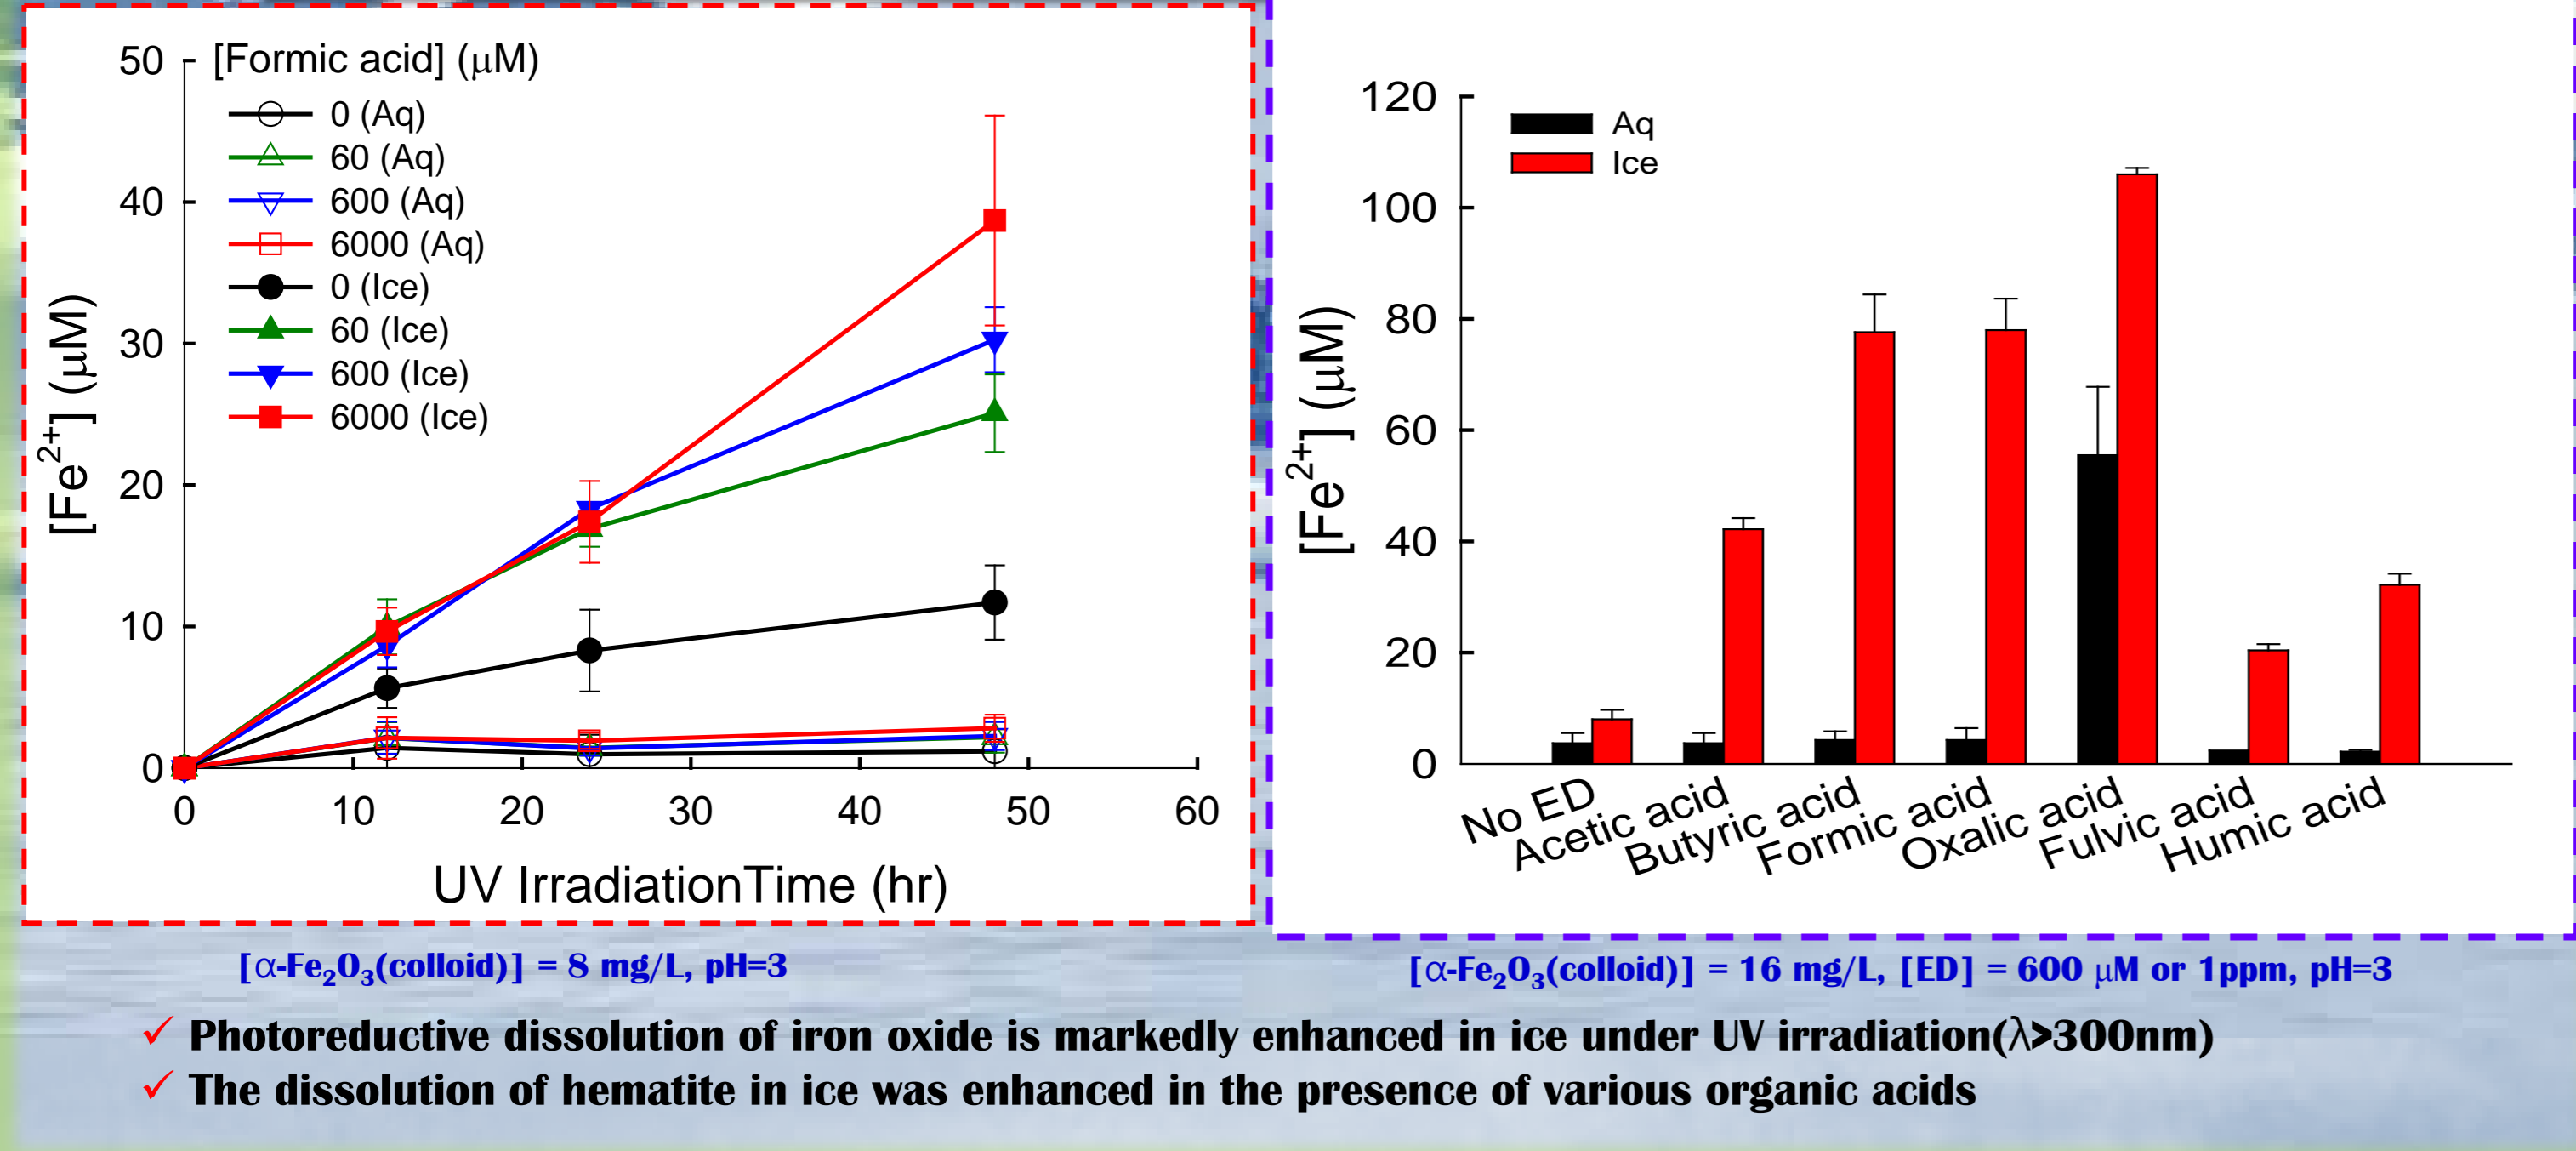 [Formic acid] (μM)
0 (Aq)
60 (Aq)
600 (Aq)
6000 (Aq)
0 (Ice)
60 (Ice)
600 (Ice)
6000 (Ice)
50
40
30
20
10
0
[Fe²⁺] (μM)
0 10 20 30 40 50 60
UV IrradiationTime (hr)
Aq
Ice
120
100
80
60
40
20
0
[Fe²⁺] (μM)
No ED
Acetic acid
Butyric acid
Formic acid
Oxalic acid
Fulvic acid
Humic acid
[α-Fe₂O₃(colloid)] = 8 mg/L, pH=3
[α-Fe₂O₃(colloid)] = 16 mg/L, [ED] = 600 μM or 1ppm, pH=3
✓ Photoreductive dissolution of iron oxide is markedly enhanced in ice under UV irradiation(λ>300nm)
✓ The dissolution of hematite in ice was enhanced in the presence of various organic acids